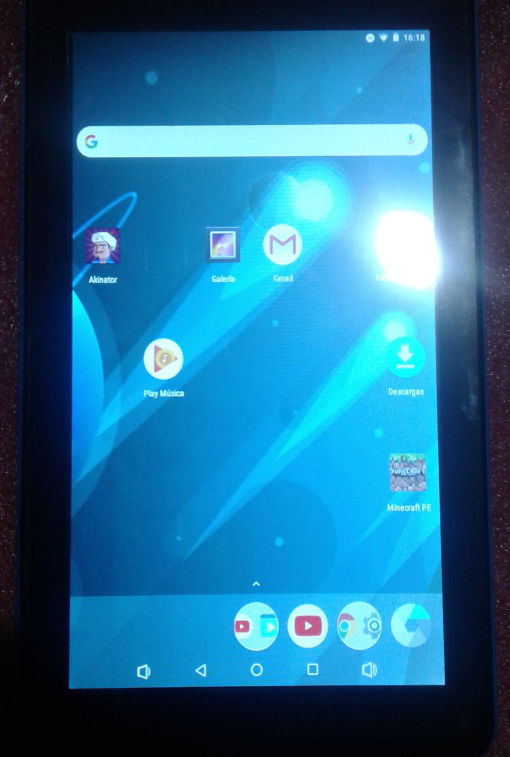 16:18
G
Akinator
Galería
Gmail
Play Música
Descargas
Minecraft PE